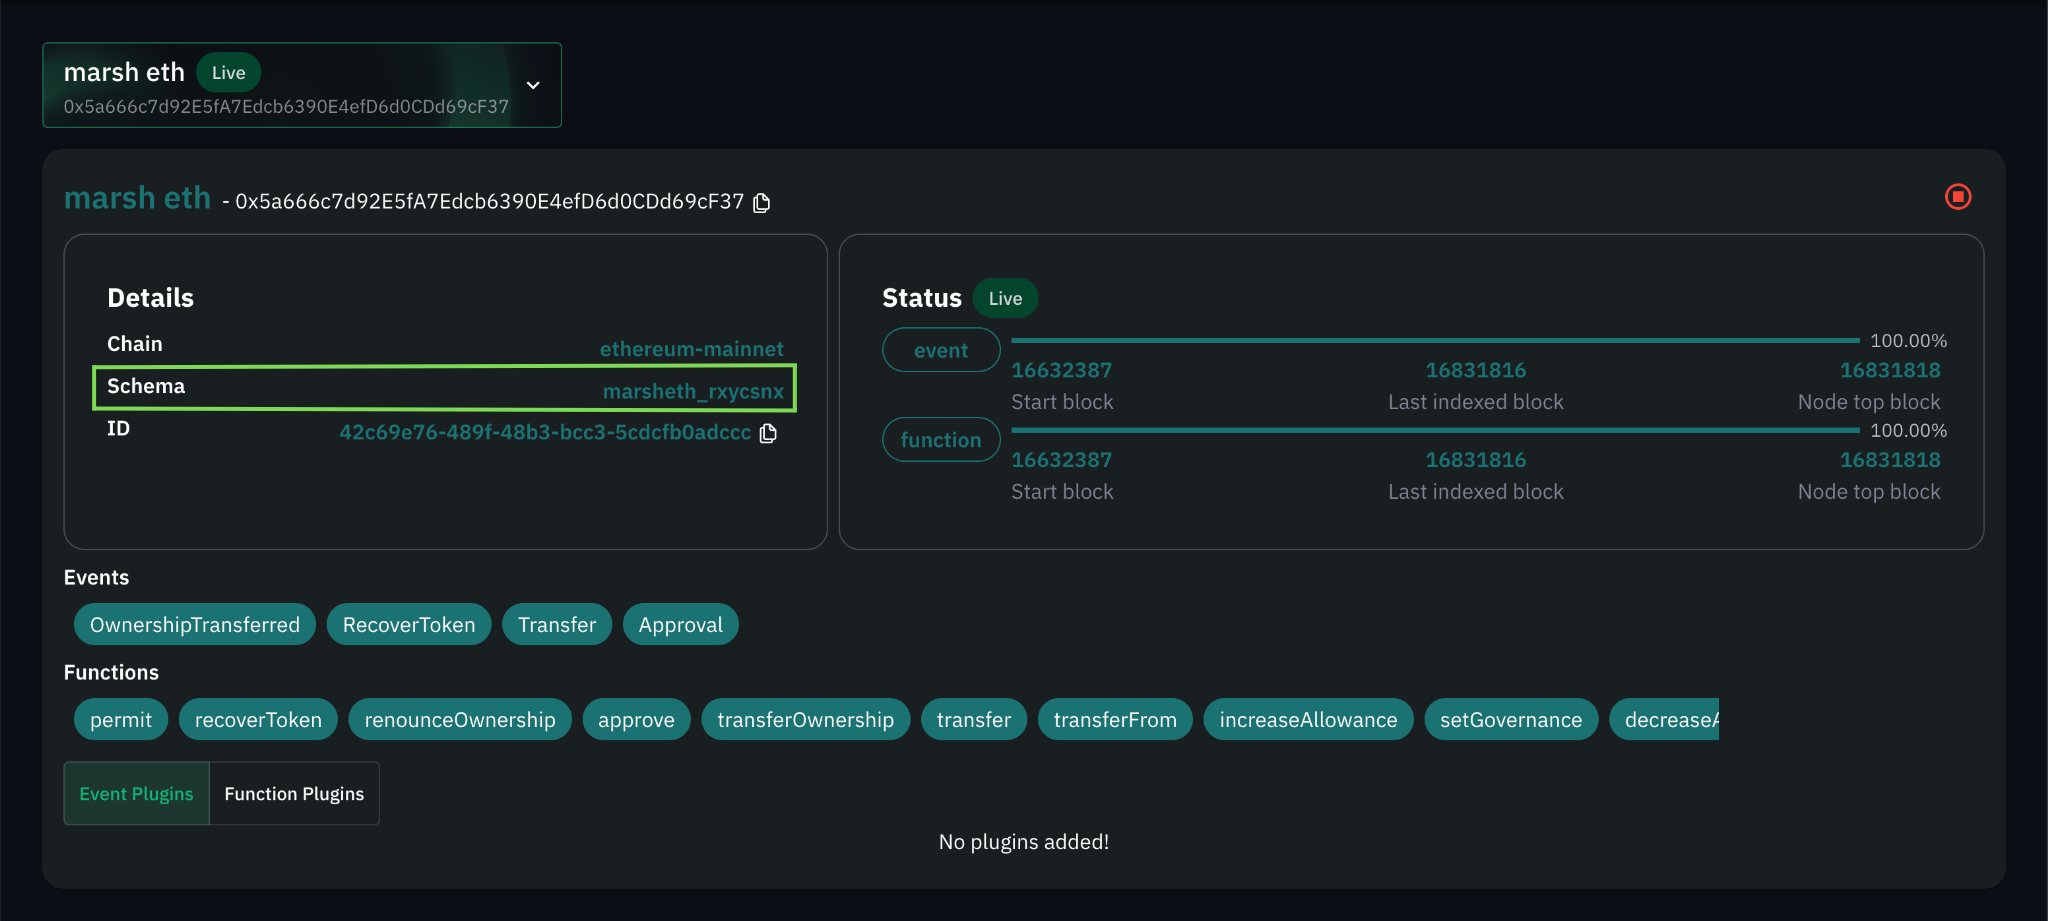 marsh eth Live
0x5a666c7d92E5fA7Edcb6390E4efD6d0CDd69cF37
marsh eth - 0x5a666c7d92E5fA7Edcb6390E4efD6d0CDd69cF37
Details
Chain ethereum-mainnet
Schema marsheth_rxycsnx
ID 42c69e76-489f-48b3-bcc3-5cdcfb0adccc
Status Live
event 100.00%
16632387 16831816 16831818
Start block Last indexed block Node top block
function 100.00%
16632387 16831816 16831818
Start block Last indexed block Node top block
Events
OwnershipTransferred RecoverToken Transfer Approval
Functions
permit recoverToken renounceOwnership approve transferOwnership transfer transferFrom increaseAllowance setGovernance decreaseA
Event Plugins Function Plugins
No plugins added!